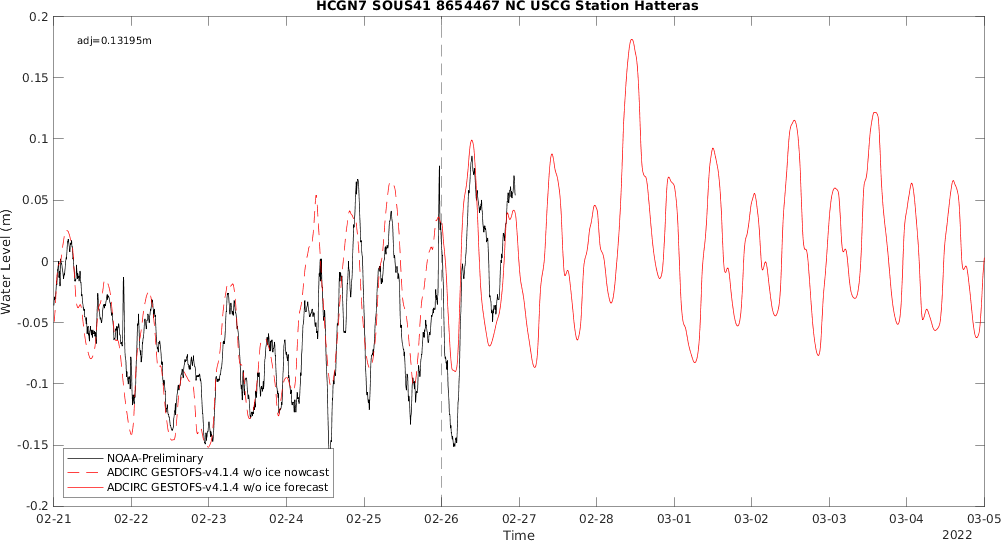 HCGN7 SOUS41 8654467 NC USCG Station Hatteras
adj=0.13195m
0.2
0.15
0.1
0.05
0
-0.05
-0.1
-0.15
-0.2
Water Level (m)
NOAA-Preliminary
ADCIRC GESTOFS-v4.1.4 w/o ice nowcast
ADCIRC GESTOFS-v4.1.4 w/o ice forecast
02-21 02-22 02-23 02-24 02-25 02-26 02-27 02-28 03-01 03-02 03-03 03-04 03-05
Time
2022